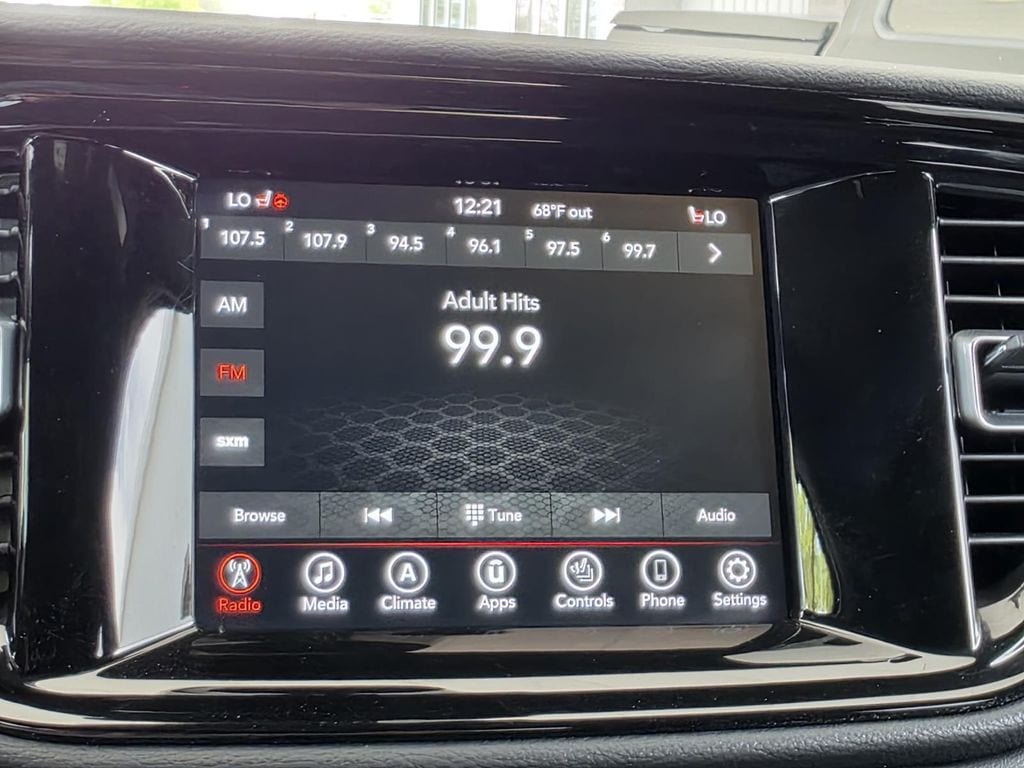 LO 12:21 68°F out LO
1 107.5 2 107.9 3 94.5 4 96.1 5 97.5 6 99.7
AM
Adult Hits
99.9
FM
sxm
Browse Tune Audio
A
Radio Media Climate Apps Controls Phone Settings